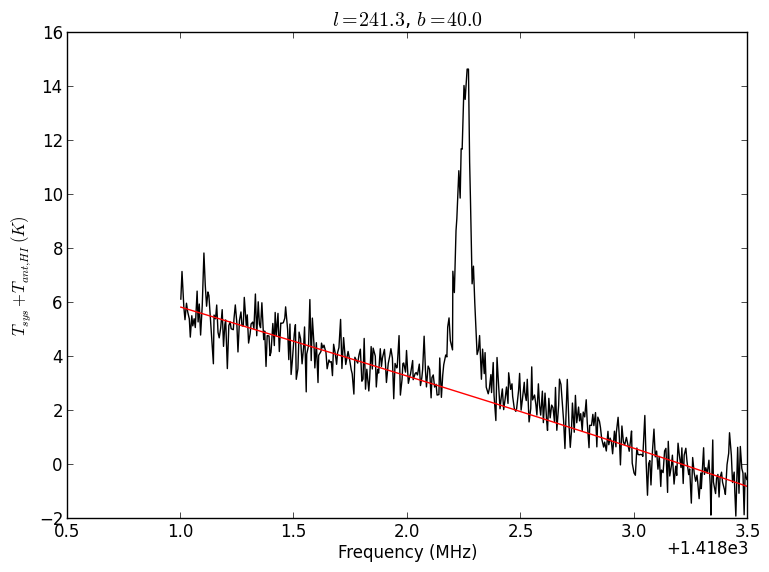 l = 241.3, b = 40.0
T_sys + T_ant,HI (K)
16
14
12
10
8
6
4
2
0
−2
0.5 1.0 1.5 2.0 2.5 3.0 3.5
Frequency (MHz) +1.418e3